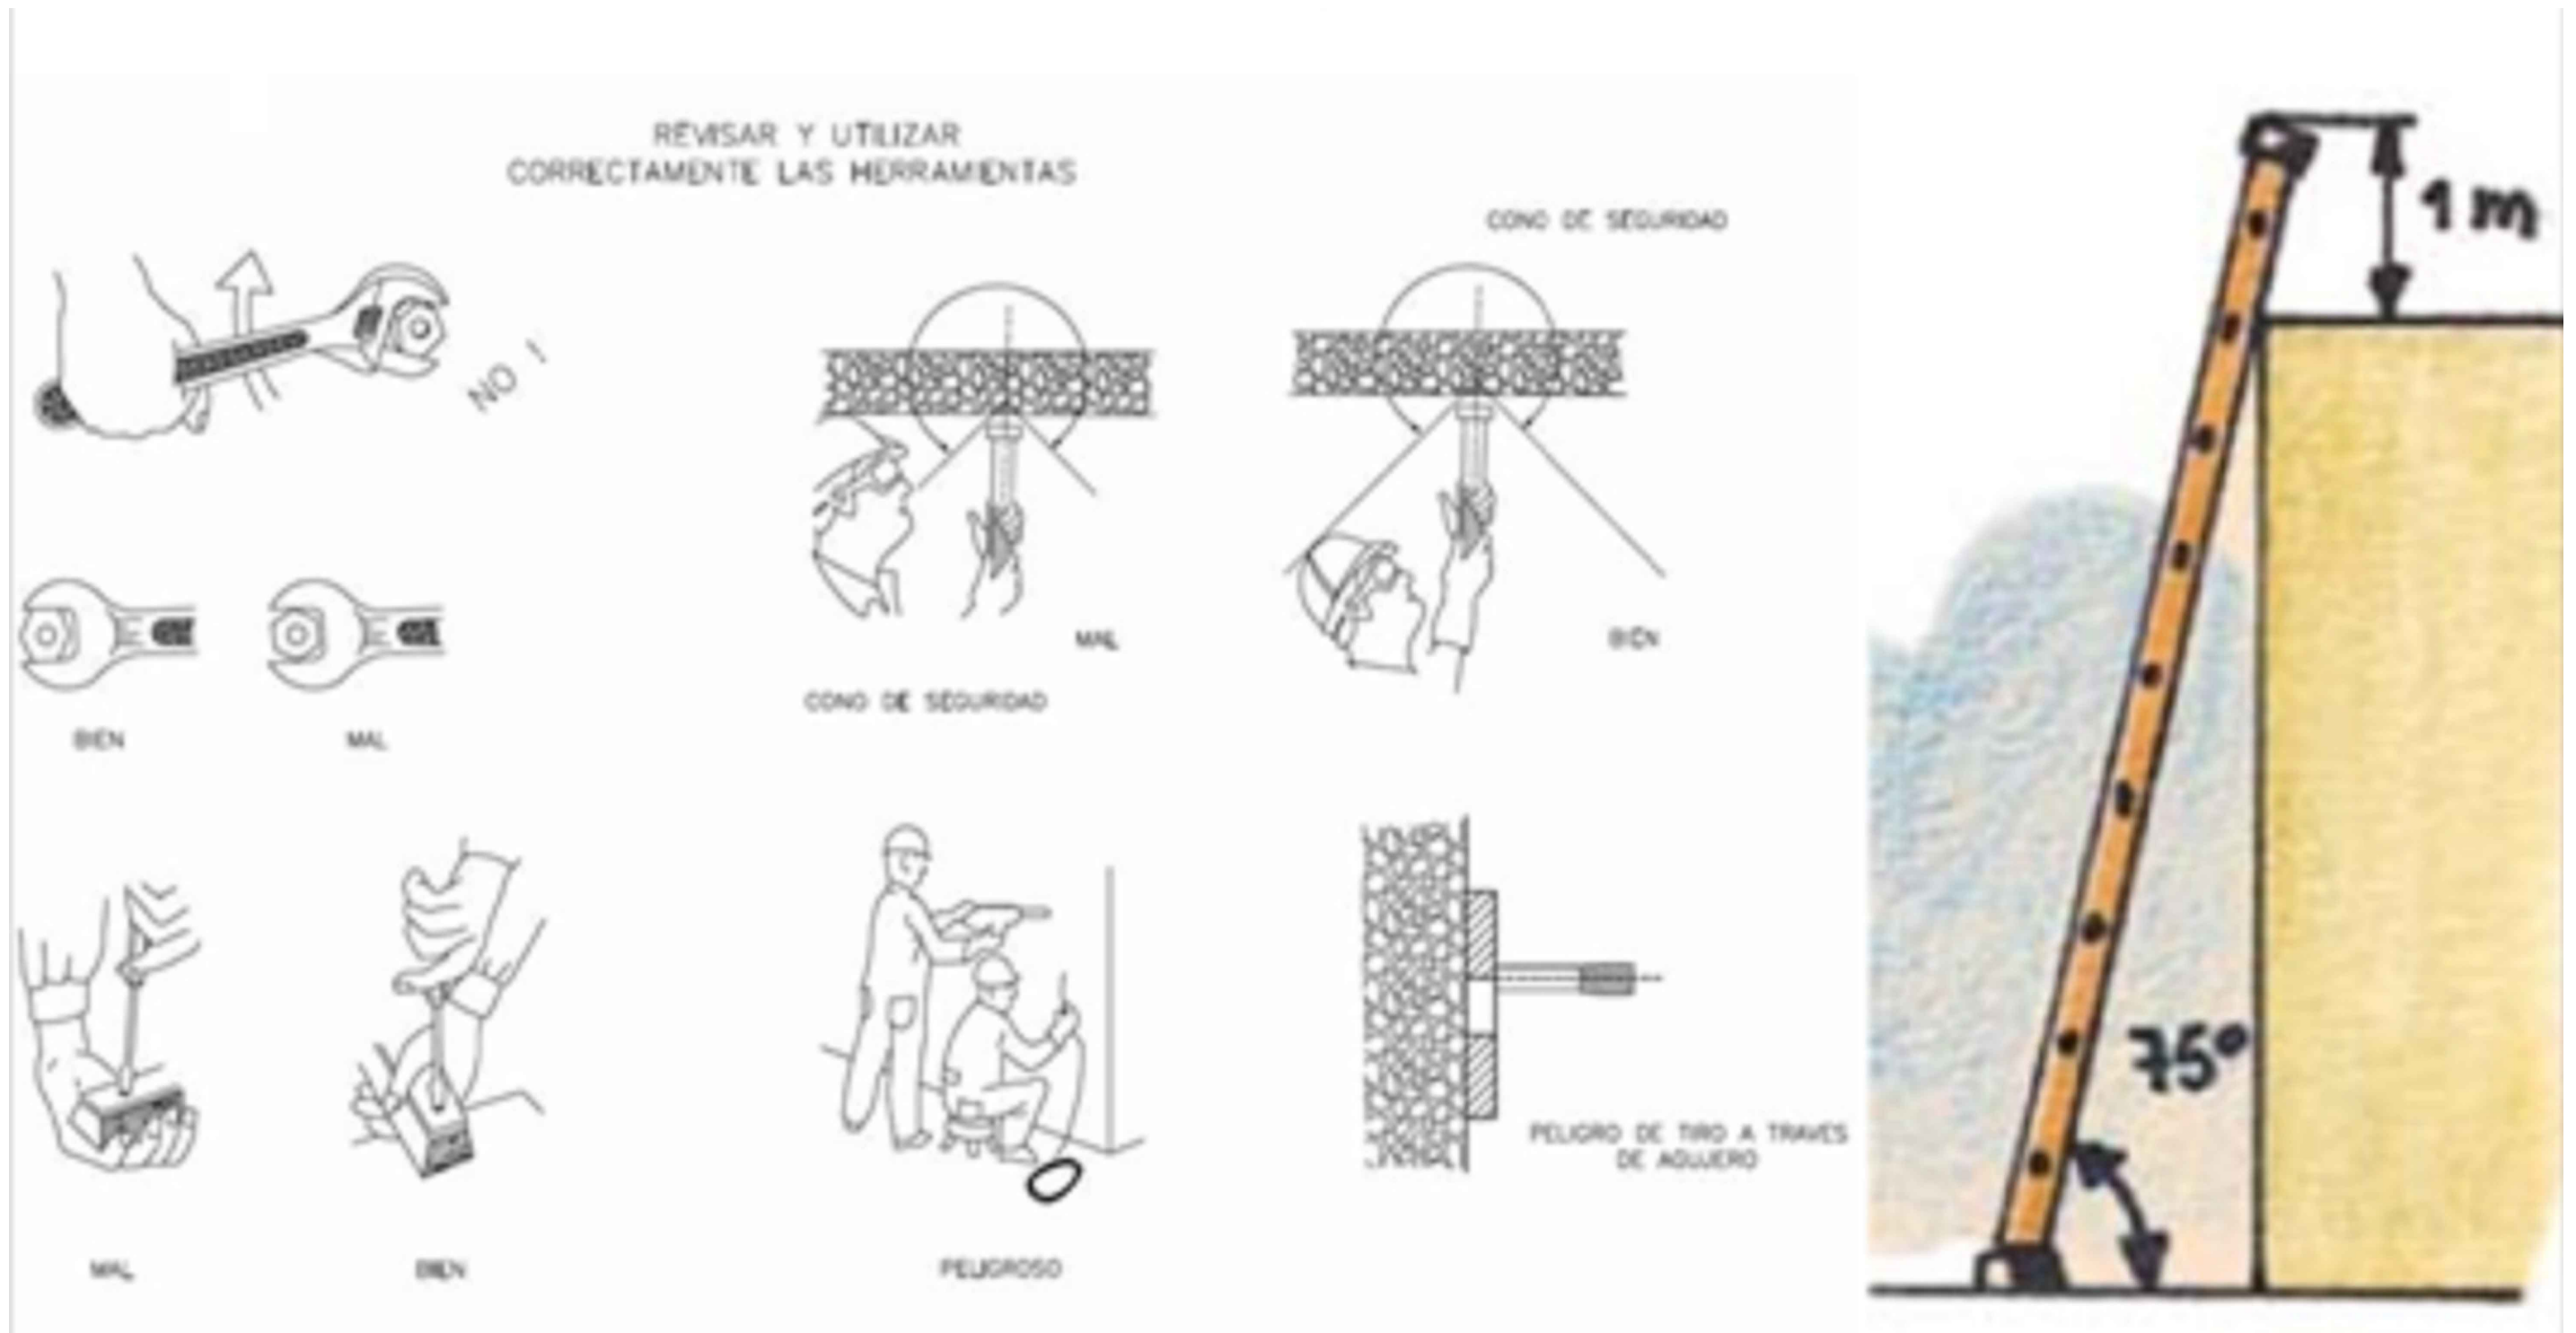 REVISAR Y UTILIZAR
CORRECTAMENTE LAS HERRAMIENTAS
CONO DE SEGURIDAD
NO !
MAL
BIEN
CONO DE SEGURIDAD
BIEN
MAL
PELIGRO DE TIRO A TRAVES
DE AGUJERO
MAL
BIEN
PELIGROSO
1 m
75º